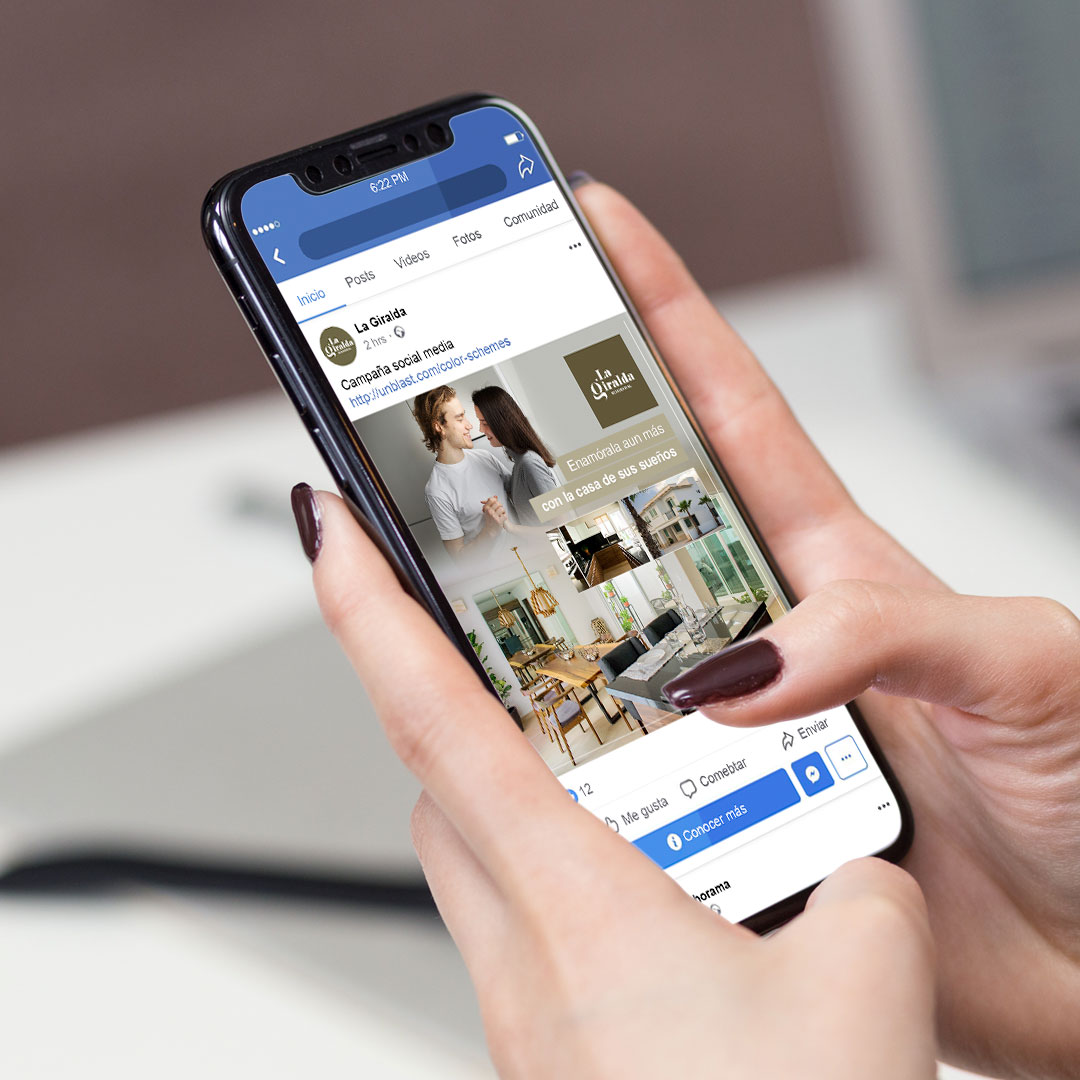 6:22 PM
Inicio
Posts
Videos
Fotos
Comunidad
La Giralda
2 hrs ·
La
Giralda
Campaña social media
http://unblast.com/color-schemes
La
Giralda
Enamórala aun más
con la casa de sus sueños
12
Me gusta
Comebtar
Enviar
Conocer más